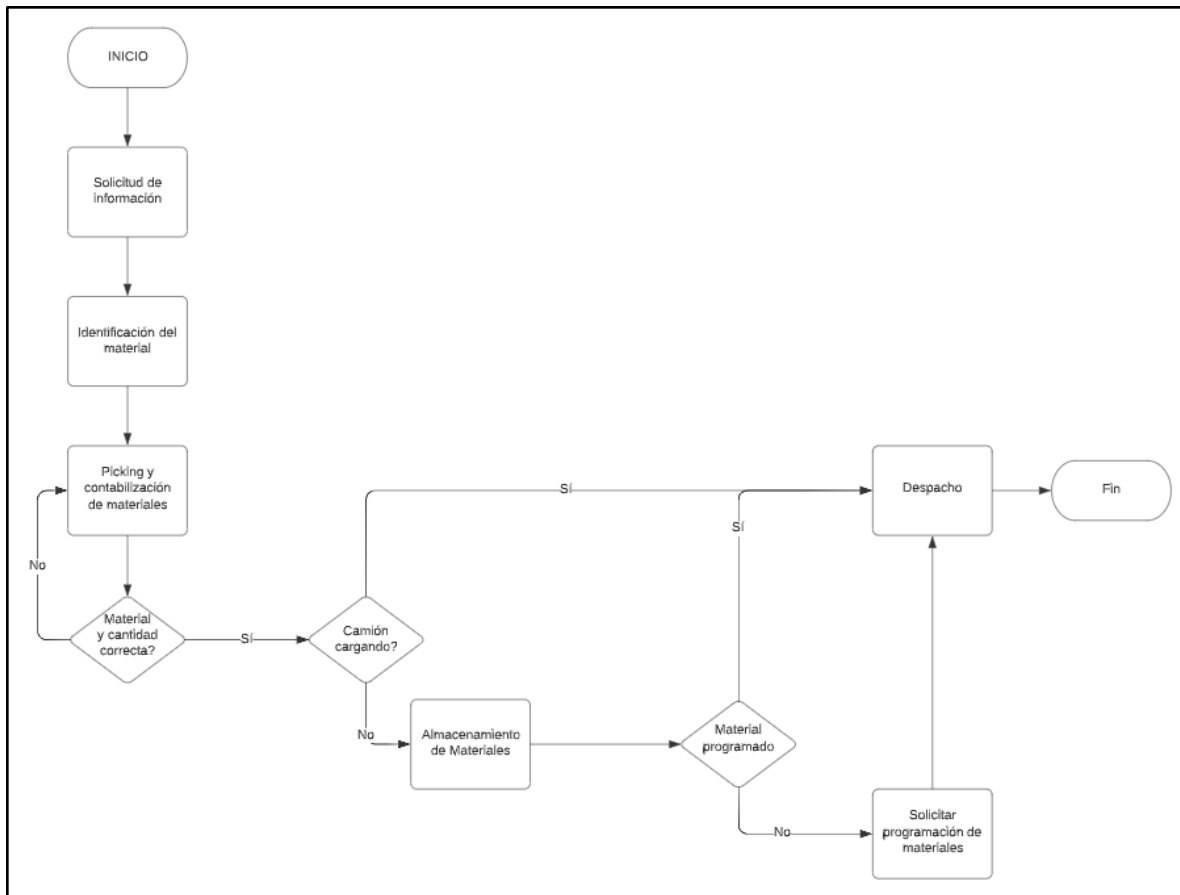 INICIO
Solicitud de
información
Identificación del
material
Picking y
contabilización
de materiales
No
Material
y cantidad
correcta?
Sí
Camión
cargando?
Sí
No
Almacenamiento
de Materiales
Material
programado
Sí
No
Solicitar
programación de
materiales
Despacho
Fin